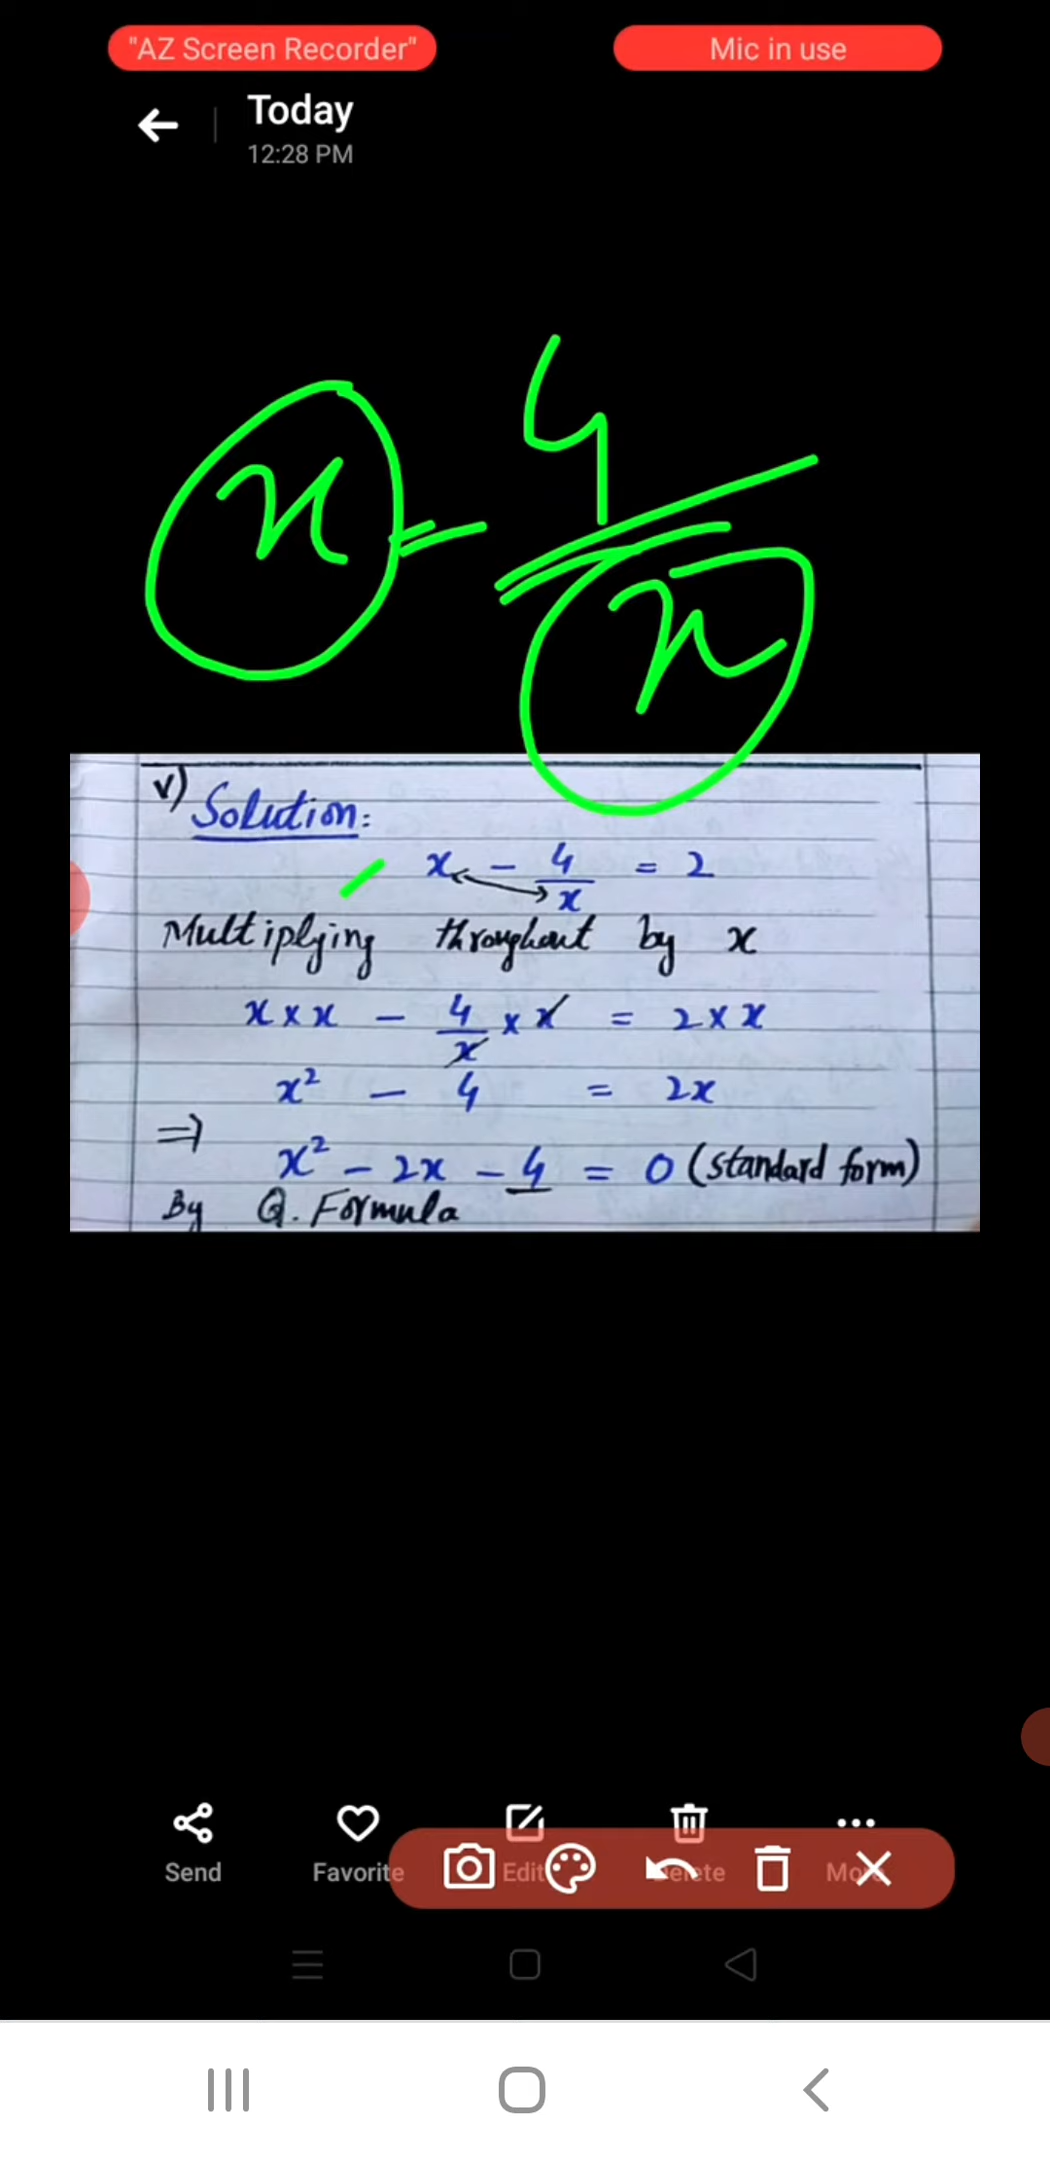 "AZ Screen Recorder" Mic in use
Today
12:28 PM
x - 4/x
v) Solution:
x - 4/x = 2
Multiplying throughout by x
x × x - 4/x × x = 2 × x
x² - 4 = 2x
⇒ x² - 2x - 4 = 0 (standard form)
By Q. Formula
Send Favorite Edit Delete More